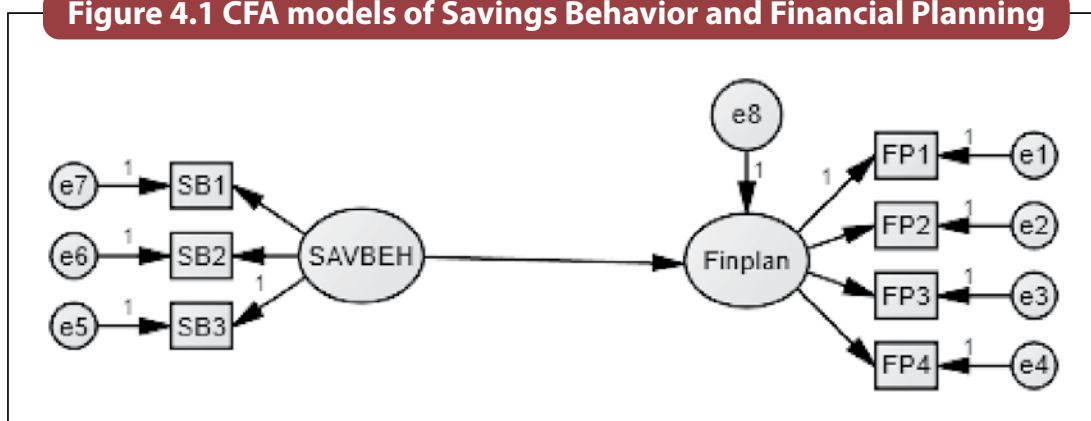 Figure 4.1 CFA models of Savings Behavior and Financial Planning
e8
1
e7 1 SB1
e6 1 SB2
e5 1 SB3
1
SAVBEH
Finplan
1
FP1 1 e1
FP2 1 e2
FP3 1 e3
FP4 1 e4